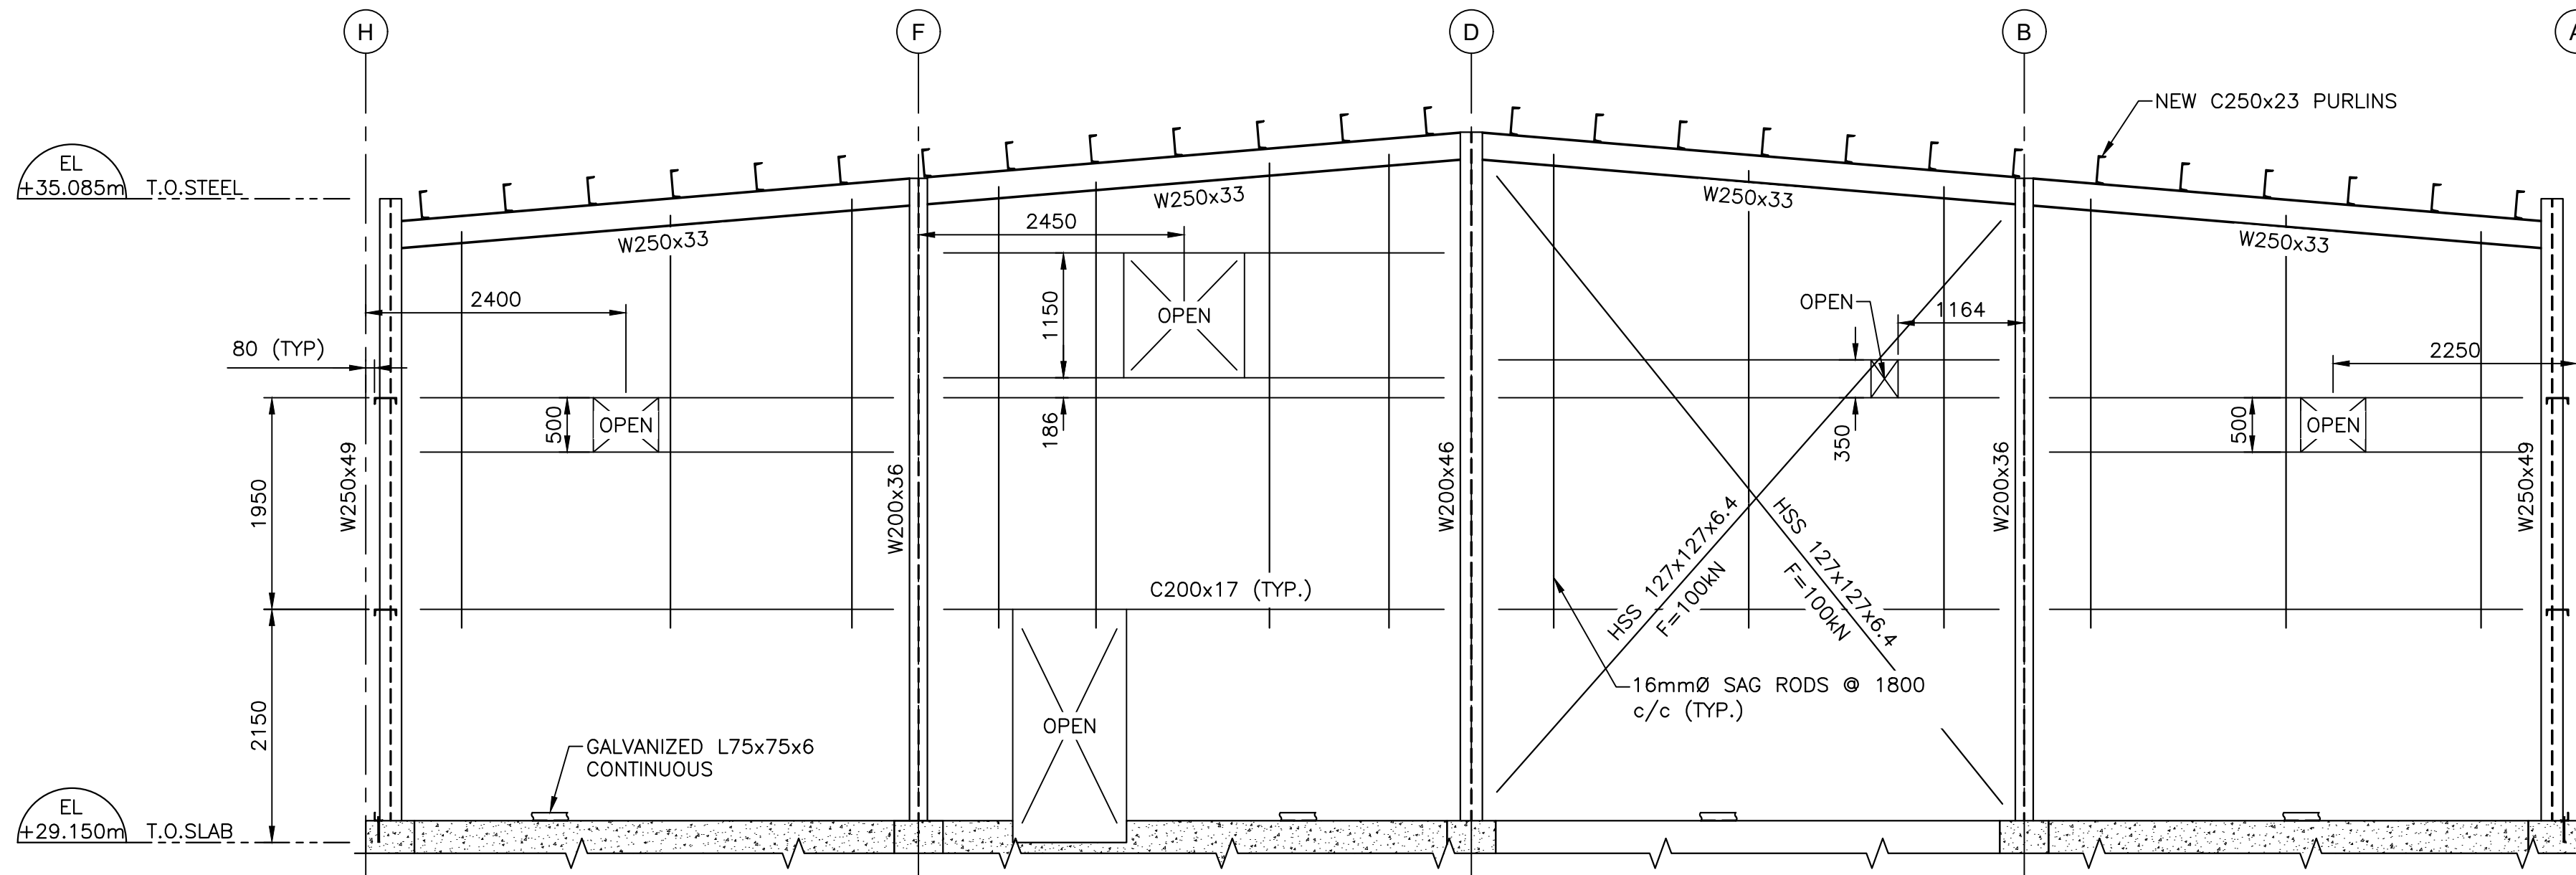 H
F
D
B
A
NEW C250x23 PURLINS
EL
+35.085m
T.O.STEEL
W250x33
W250x33
W250x33
W250x33
2450
2400
1150
OPEN
OPEN
1164
80 (TYP)
2250
500
OPEN
186
350
500
OPEN
1950
W250x49
W200x36
W200x46
W200x36
W250x49
HSS 127x127x6.4
F=100kN
HSS 127x127x6.4
F=100kN
C200x17 (TYP.)
2150
16mmØ SAG RODS @ 1800
c/c (TYP.)
OPEN
GALVANIZED L75x75x6
CONTINUOUS
EL
+29.150m
T.O.SLAB